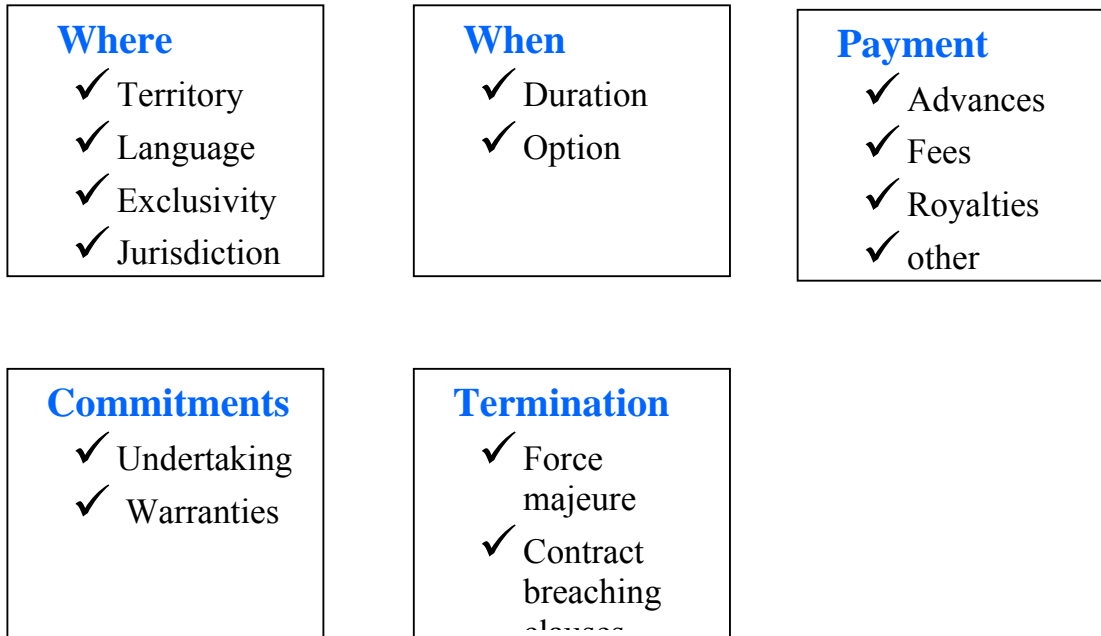 Where
✓ Territory
✓ Language
✓ Exclusivity
✓ Jurisdiction
When
✓ Duration
✓ Option
Payment
✓ Advances
✓ Fees
✓ Royalties
✓ other
Commitments
✓ Undertaking
✓ Warranties
Termination
✓ Force
majeure
✓ Contract
breaching
clauses